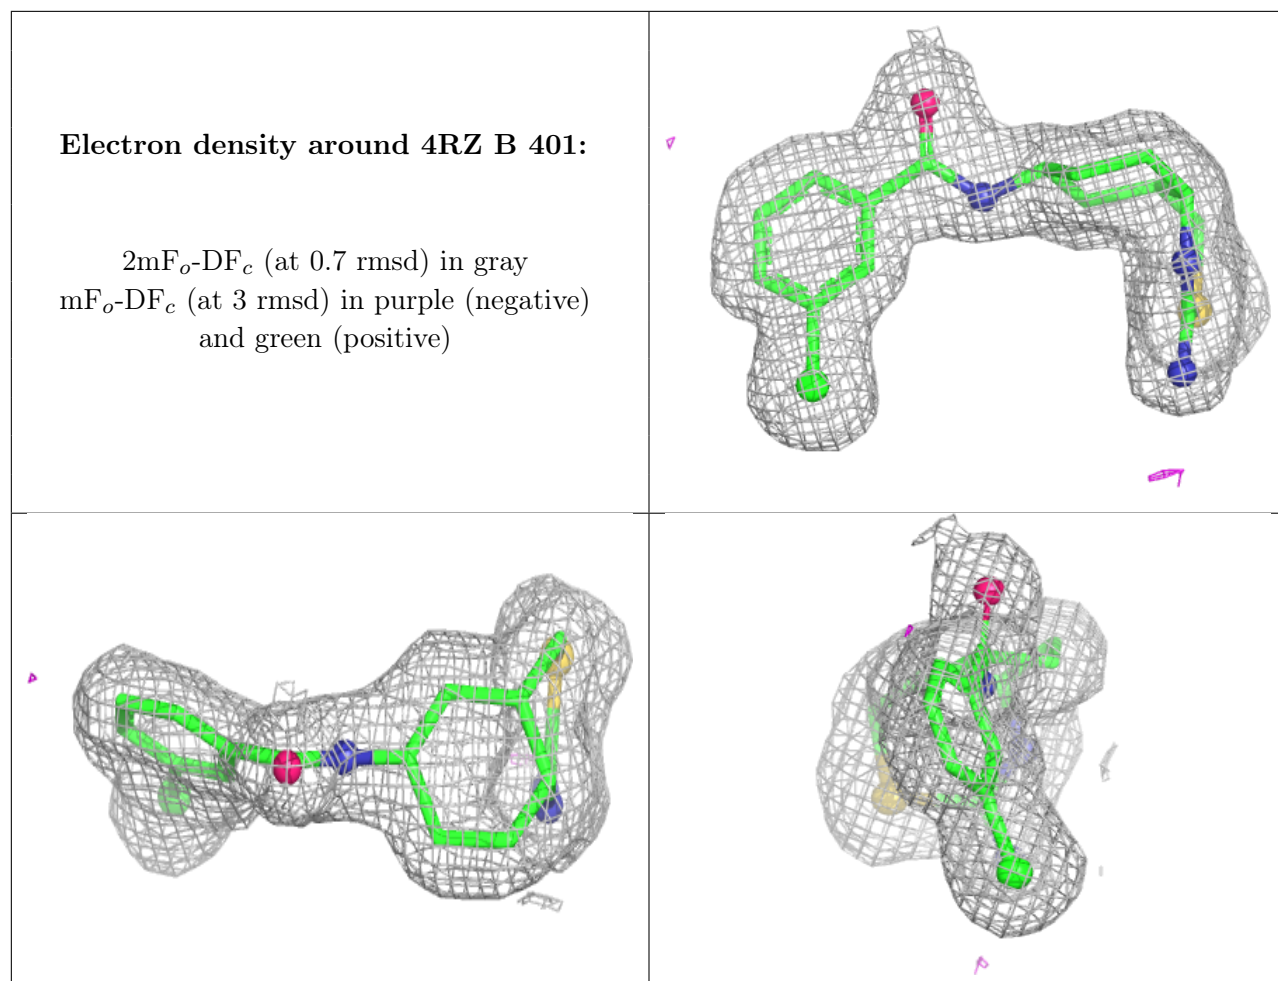 Electron density around 4RZ B 401:
2mFo-DFc (at 0.7 rmsd) in gray
mFo-DFc (at 3 rmsd) in purple (negative)
and green (positive)